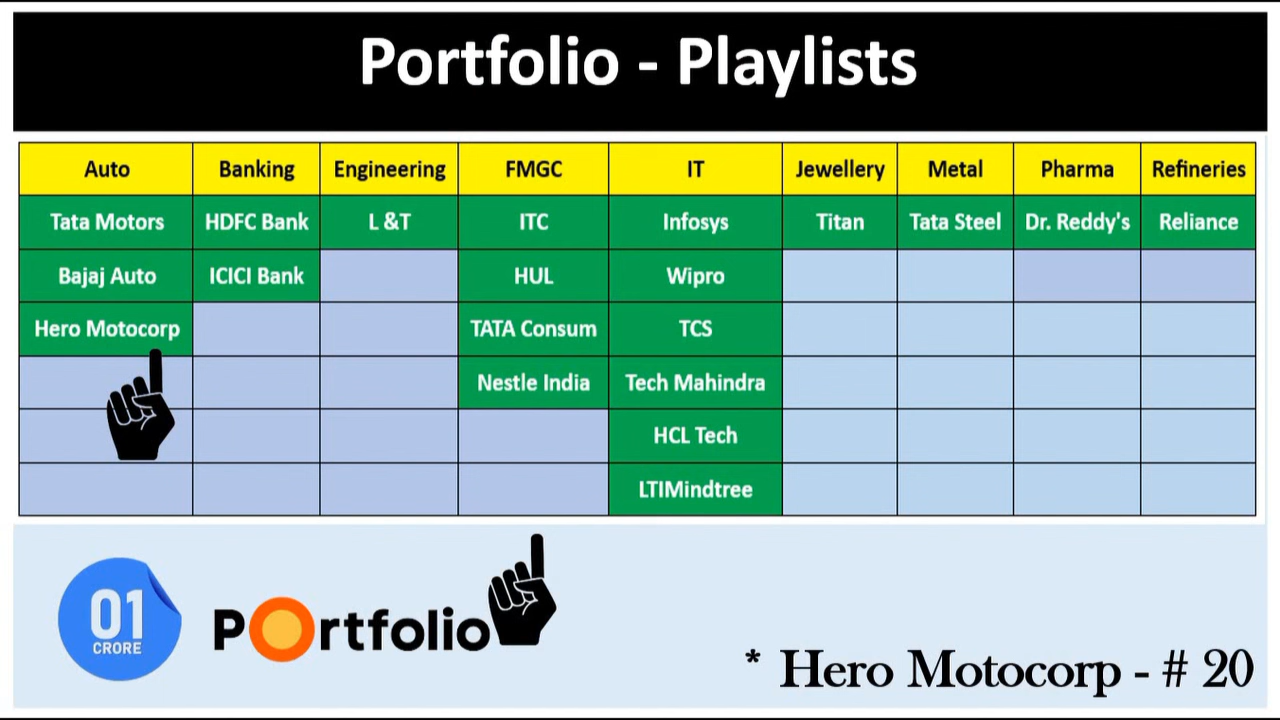 Portfolio - Playlists
Auto Banking Engineering FMGC IT Jewellery Metal Pharma Refineries
Tata Motors HDFC Bank L &T ITC Infosys Titan Tata Steel Dr. Reddy's Reliance
Bajaj Auto ICICI Bank HUL Wipro
Hero Motocorp TATA Consum TCS
Nestle India Tech Mahindra
HCL Tech
LTIMindtree
01
CRORE
Portfolio
* Hero Motocorp - # 20